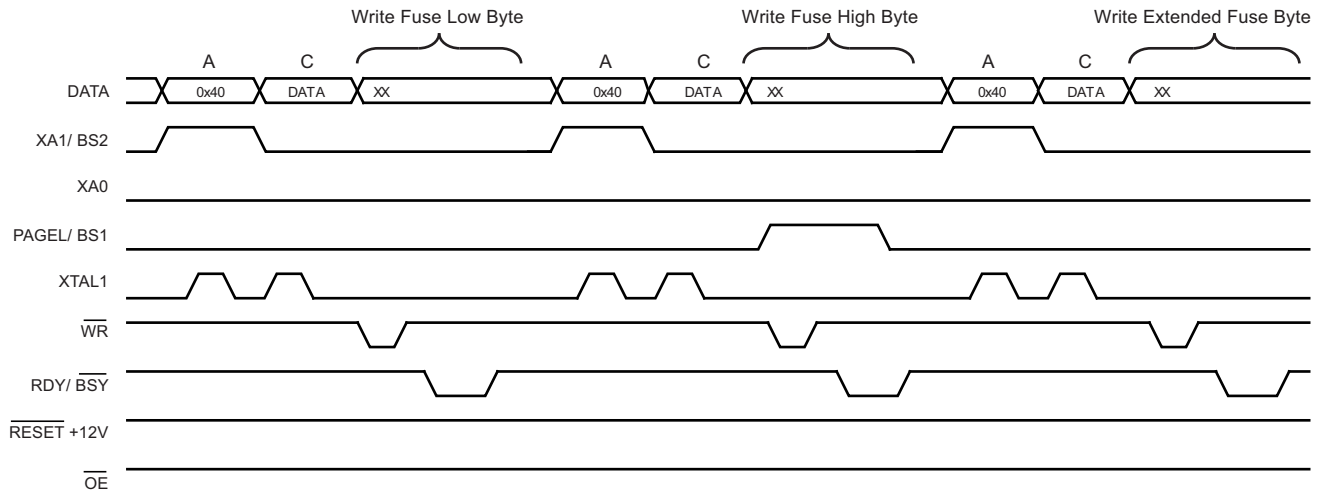 Write Fuse Low Byte Write Fuse High Byte Write Extended Fuse Byte
A C A C A C
DATA 0x40 DATA XX 0x40 DATA XX 0x40 DATA XX
XA1/ BS2
XA0
PAGEL/ BS1
XTAL1
WR
RDY/ BSY
RESET +12V
OE